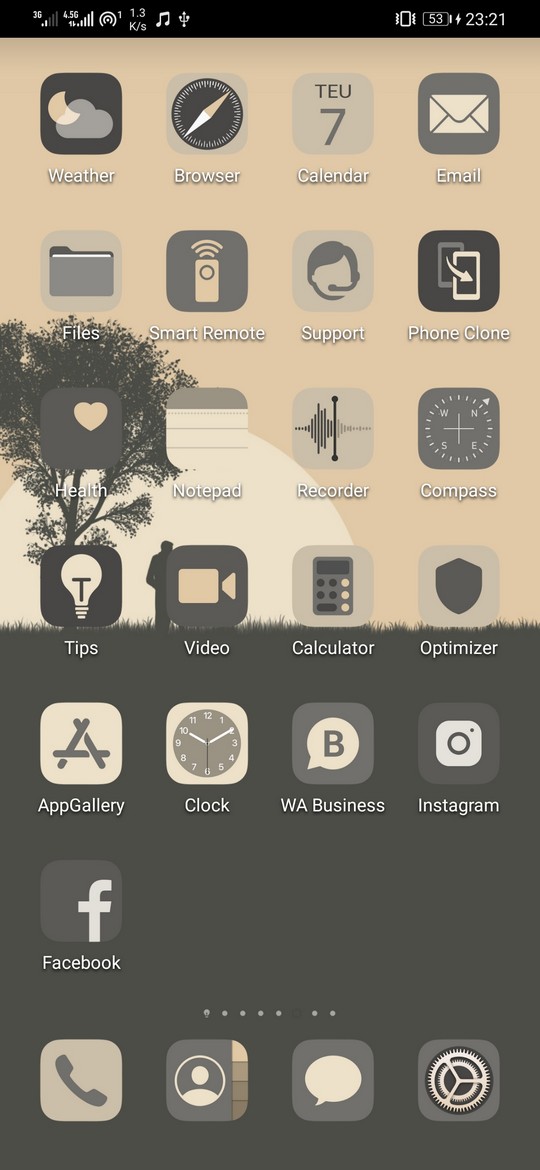 3G 4.5G 1 1.3 K/s 53 23:21
TEU
7
Weather Browser Calendar Email
Files Smart Remote Support Phone Clone
W N S E
Health Notepad Recorder Compass
T
Tips Video Calculator Optimizer
12 1 2 3 4 5 6 7 8 9 10 11
B
AppGallery Clock WA Business Instagram
f
Facebook